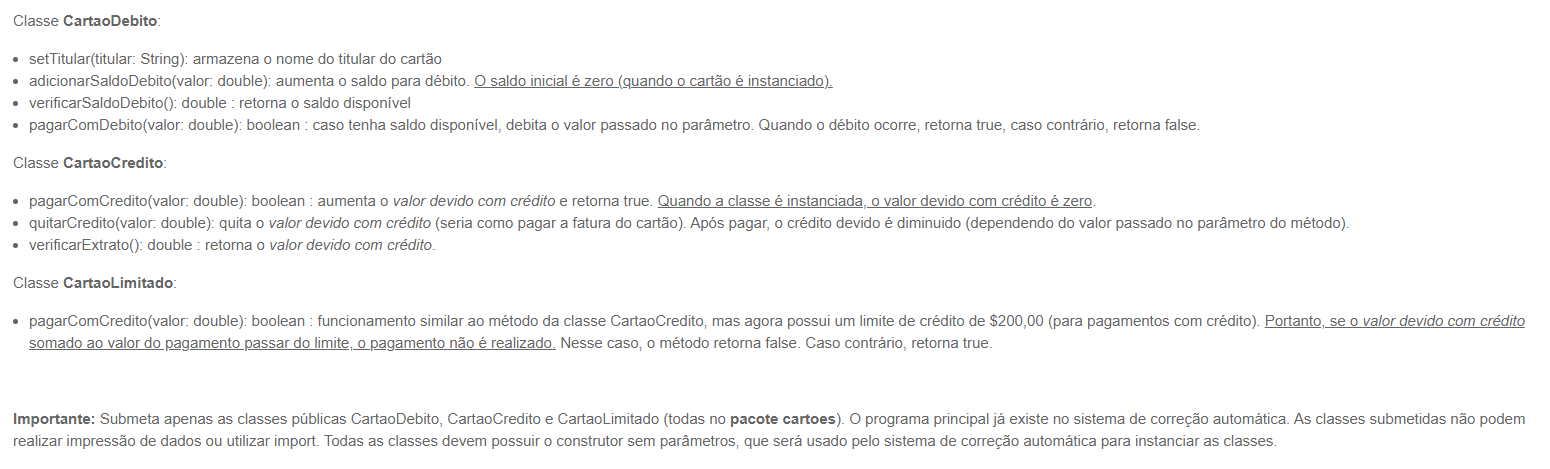 Classe CartaoDebito:
setTitular(titular: String): armazena o nome do titular do cartão
adicionarSaldoDebito(valor: double): aumenta o saldo para débito. O saldo inicial é zero (quando o cartão é instanciado).
verificarSaldoDebito(): double : retorna o saldo disponível
pagarComDebito(valor: double): boolean : caso tenha saldo disponível, debita o valor passado no parâmetro. Quando o débito ocorre, retorna true, caso contrário, retorna false.
Classe CartaoCredito:
pagarComCredito(valor: double): boolean : aumenta o valor devido com crédito e retorna true. Quando a classe é instanciada, o valor devido com crédito é zero.
quitarCredito(valor: double): quita o valor devido com crédito (seria como pagar a fatura do cartão). Após pagar, o crédito devido é diminuido (dependendo do valor passado no parâmetro do método).
verificarExtrato(): double : retorna o valor devido com crédito.
Classe CartaoLimitado:
pagarComCredito(valor: double): boolean : funcionamento similar ao método da classe CartaoCredito, mas agora possui um limite de crédito de $200,00 (para pagamentos com crédito). Portanto, se o valor devido com crédito
somado ao valor do pagamento passar do limite, o pagamento não é realizado. Nesse caso, o método retorna false. Caso contrário, retorna true.
Importante: Submeta apenas as classes públicas CartaoDebito, CartaoCredito e CartaoLimitado (todas no pacote cartoes). O programa principal já existe no sistema de correção automática. As classes submetidas não podem
realizar impressão de dados ou utilizar import. Todas as classes devem possuir o construtor sem parâmetros, que será usado pelo sistema de correção automática para instanciar as classes.